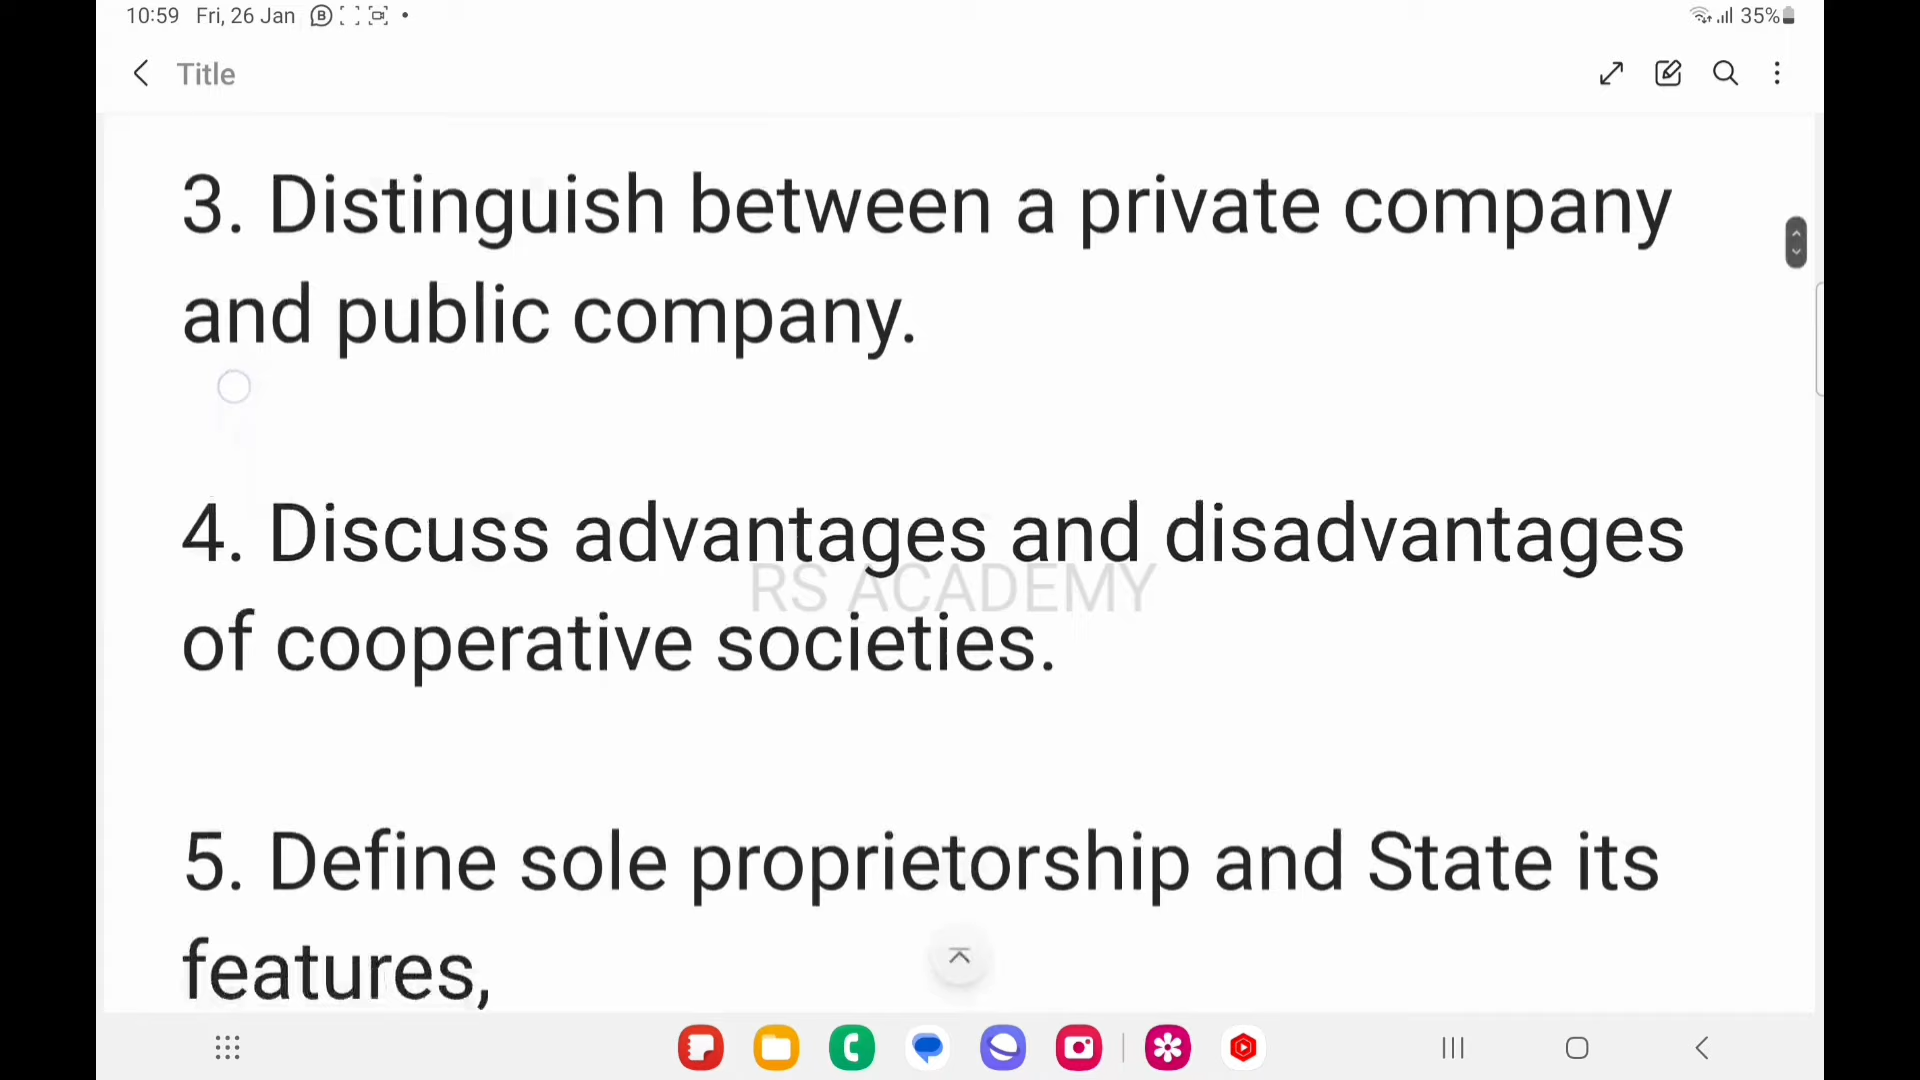 10:59 Fri, 26 Jan
35%
Title
3. Distinguish between a private company
and public company.
4. Discuss advantages and disadvantages
RS ACADEMY
of cooperative societies.
5. Define sole proprietorship and State its
features,